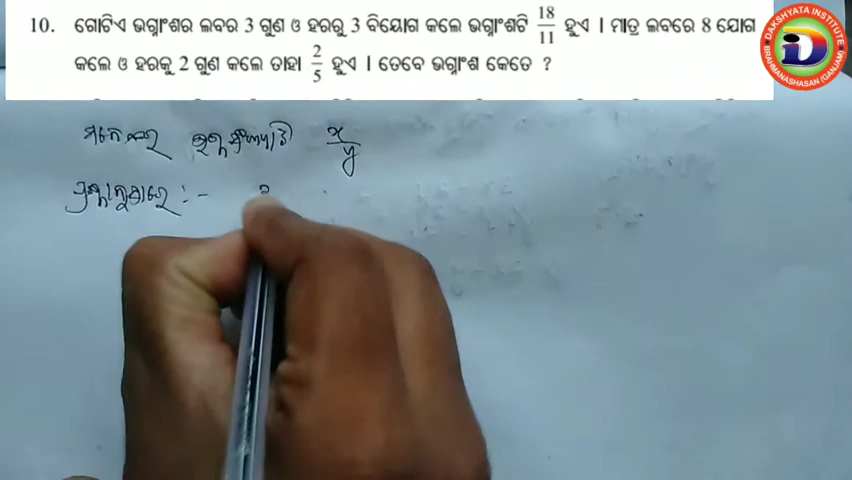 10. ଗୋଟିଏ ଭଗ୍ନାଂଶର ଲବର 3 ଗୁଣ ଓ ହରରୁ 3 ବିୟୋଗ କଲେ ଭଗ୍ନାଂଶଟି 18/11 ହୁଏ । ମାତ୍ର ଲବରେ 8 ଯୋଗ
କଲେ ଓ ହରକୁ 2 ଗୁଣ କଲେ ତାହା 2/5 ହୁଏ । ତେବେ ଭଗ୍ନାଂଶ କେତେ ?
DAKSHYATA INSTITUTE
BRAHMANASHASAN (GANJAM)
ମନେକର ଭଗ୍ନାଂଶଟି x/y
ପ୍ରଶ୍ନାନୁସାରେ :-